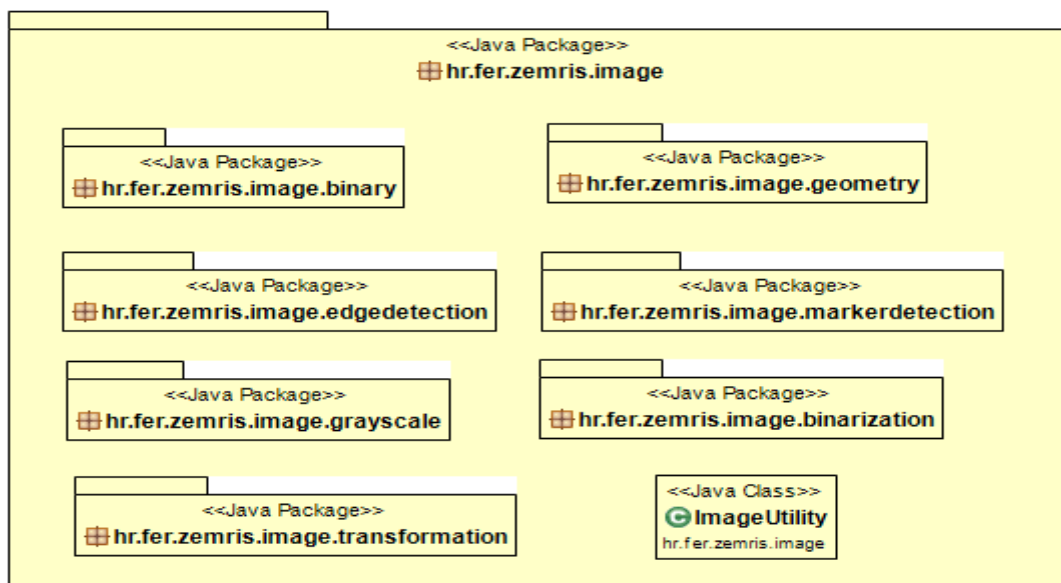 <<Java Package>>
hr.fer.zemris.image
<<Java Package>>
hr.fer.zemris.image.binary
<<Java Package>>
hr.fer.zemris.image.geometry
<<Java Package>>
hr.fer.zemris.image.edgedetection
<<Java Package>>
hr.fer.zemris.image.markerdetection
<<Java Package>>
hr.fer.zemris.image.grayscale
<<Java Package>>
hr.fer.zemris.image.binarization
<<Java Package>>
hr.fer.zemris.image.transformation
<<Java Class>>
C ImageUtility
hr.fer.zemris.image